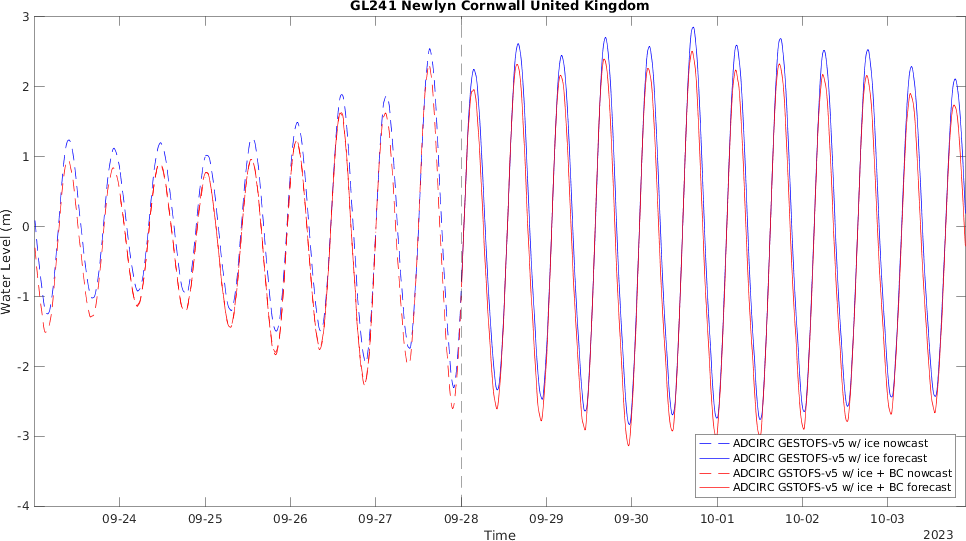 GL241 Newlyn Cornwall United Kingdom
Water Level (m)
3
2
1
0
-1
-2
-3
-4
ADCIRC GESTOFS-v5 w/ ice nowcast
ADCIRC GESTOFS-v5 w/ ice forecast
ADCIRC GSTOFS-v5 w/ ice + BC nowcast
ADCIRC GSTOFS-v5 w/ ice + BC forecast
09-24 09-25 09-26 09-27 09-28 09-29 09-30 10-01 10-02 10-03
Time
2023